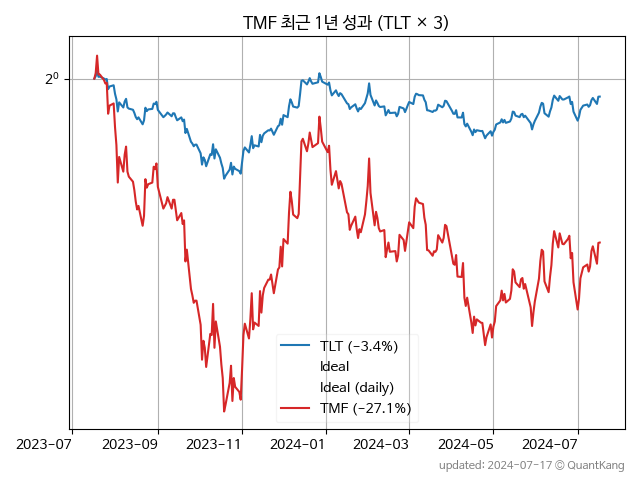 TMF 최근 1년 성과 (TLT × 3)
2⁰
TLT (−3.4%)
Ideal
Ideal (daily)
TMF (−27.1%)
2023-07 2023-09 2023-11 2024-01 2024-03 2024-05 2024-07
updated: 2024-07-17 © QuantKang